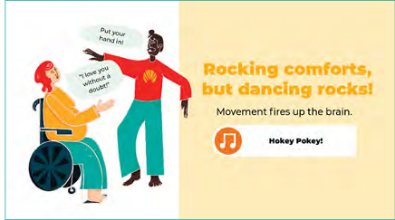 Put your
hand in!
"I love you
without a
doubt!"
Rocking comforts,
but dancing rocks!
Movement fires up the brain.
Hokey Pokey!